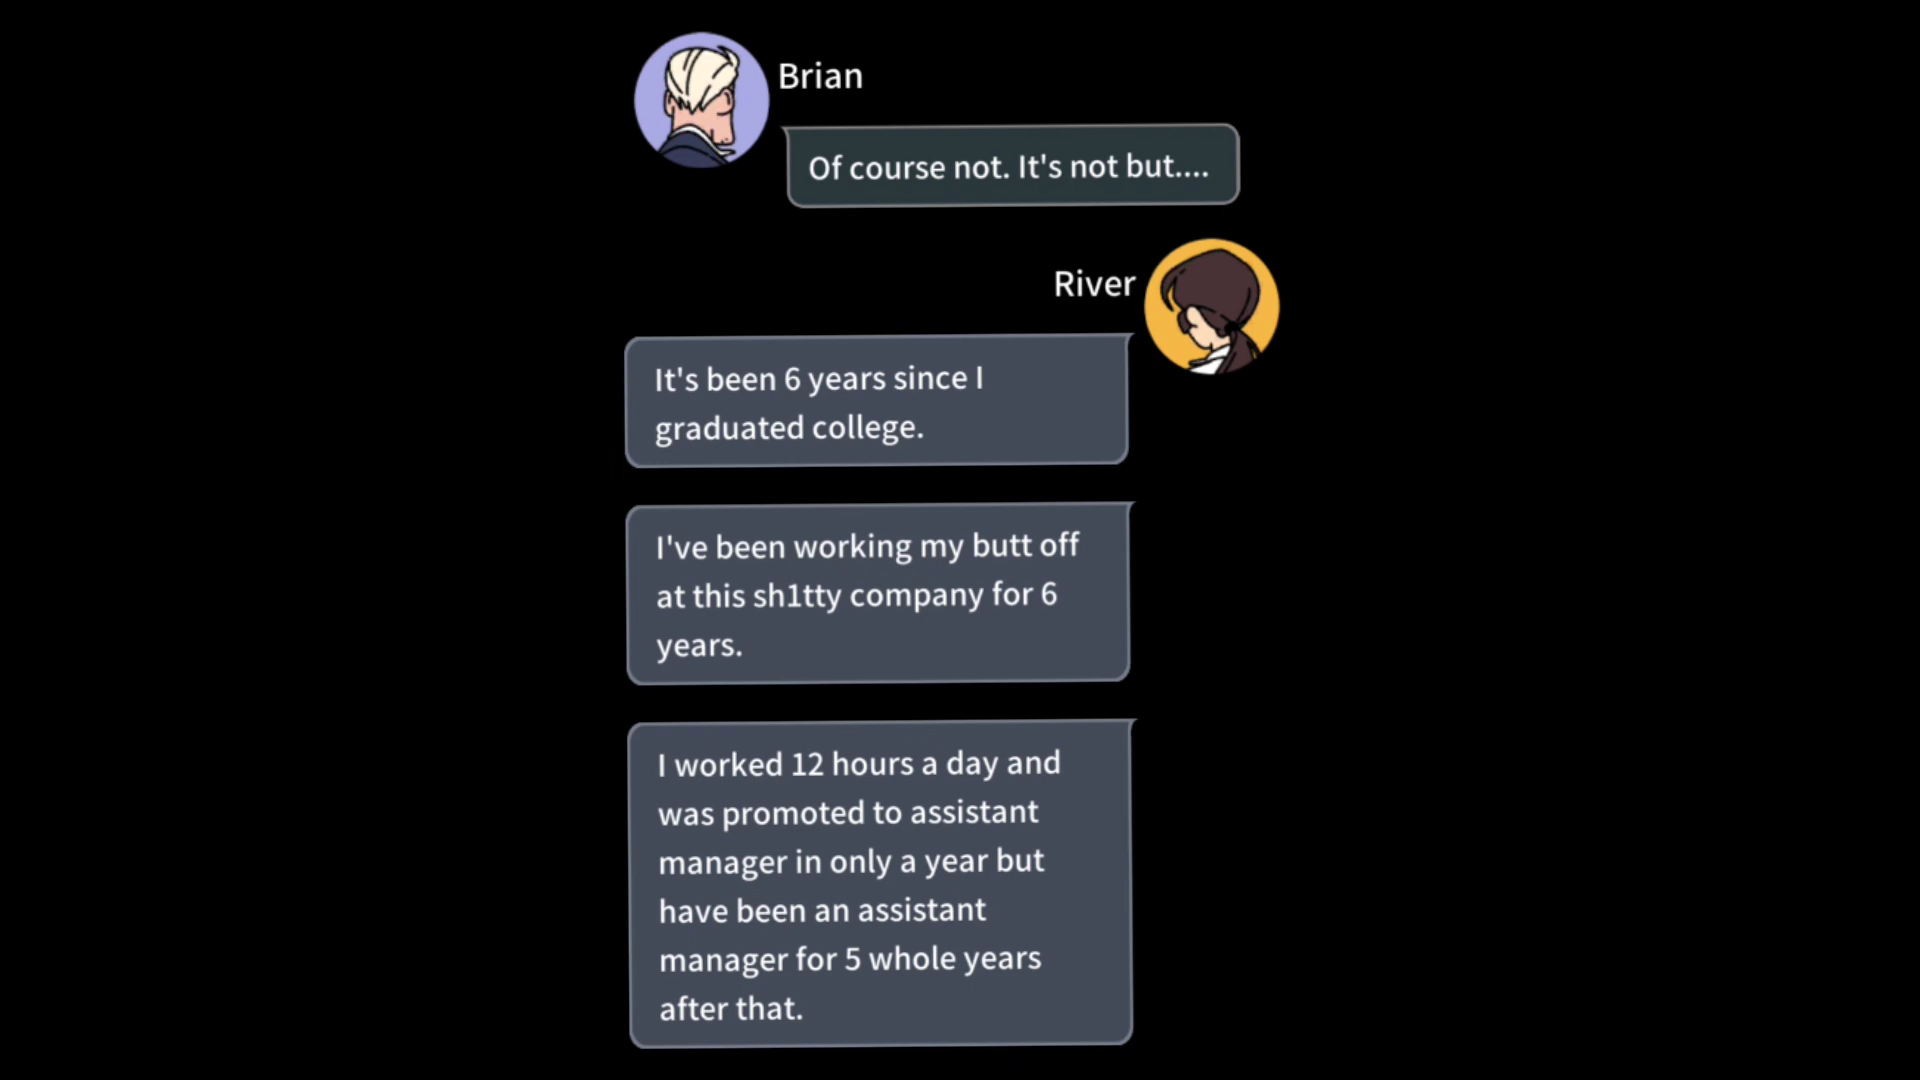 Brian
Of course not. It's not but....
River
It's been 6 years since I
graduated college.
I've been working my butt off
at this sh1tty company for 6
years.
I worked 12 hours a day and
was promoted to assistant
manager in only a year but
have been an assistant
manager for 5 whole years
after that.